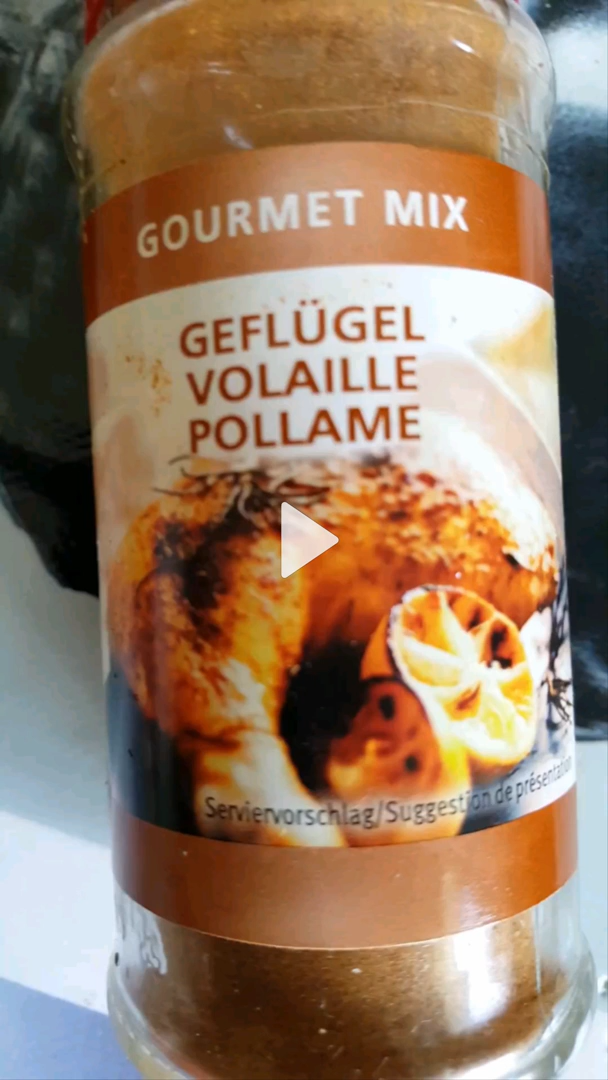 GOURMET MIX
GEFLÜGEL
VOLAILLE
POLLAME
Serviervorschlag/Suggestion de présentation